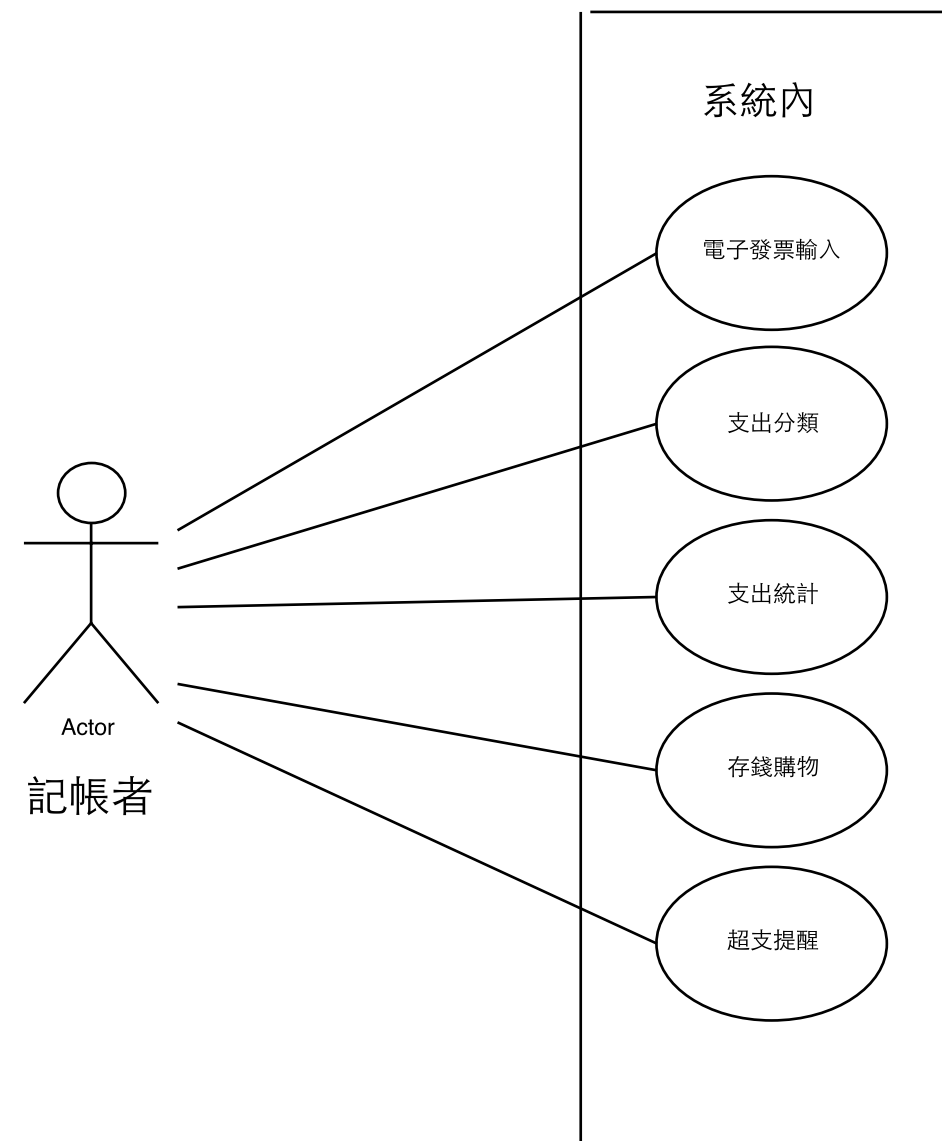 系統內
電子發票輸入
支出分類
支出統計
存錢購物
超支提醒
Actor
記帳者